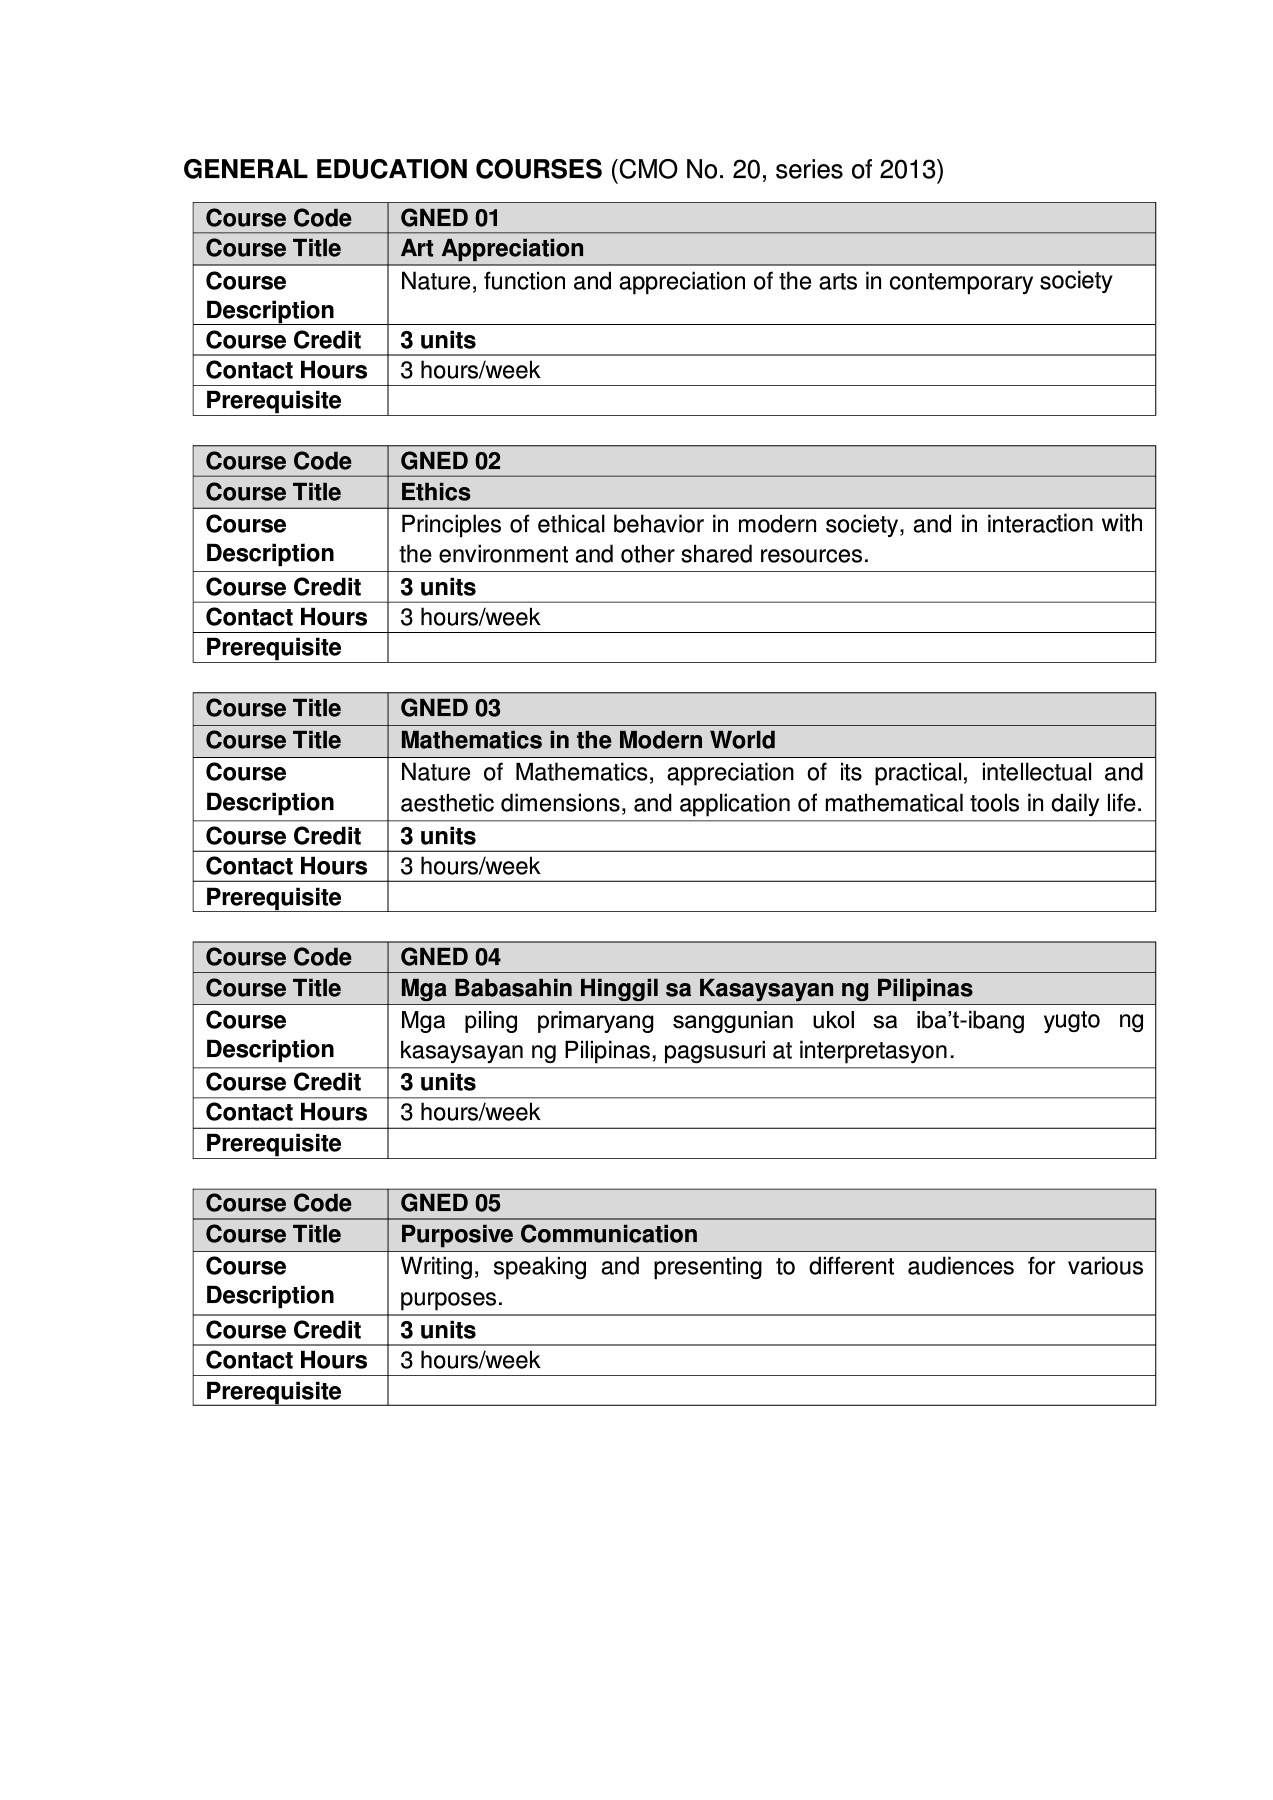 GENERAL EDUCATION COURSES (CMO No. 20, series of 2013)
Course Code GNED 01
Course Title Art Appreciation
Course Nature, function and appreciation of the arts in contemporary society
Description
Course Credit 3 units
Contact Hours 3 hours/week
Prerequisite
Course Code GNED 02
Course Title Ethics
Course Principles of ethical behavior in modern society, and in interaction with
Description the environment and other shared resources.
Course Credit 3 units
Contact Hours 3 hours/week
Prerequisite
Course Title GNED 03
Course Title Mathematics in the Modern World
Course Nature of Mathematics, appreciation of its practical, intellectual and
Description aesthetic dimensions, and application of mathematical tools in daily life.
Course Credit 3 units
Contact Hours 3 hours/week
Prerequisite
Course Code GNED 04
Course Title Mga Babasahin Hinggil sa Kasaysayan ng Pilipinas
Course Mga piling primaryang sanggunian ukol sa iba’t-ibang yugto ng
Description kasaysayan ng Pilipinas, pagsusuri at interpretasyon.
Course Credit 3 units
Contact Hours 3 hours/week
Prerequisite
Course Code GNED 05
Course Title Purposive Communication
Course Writing, speaking and presenting to different audiences for various
Description purposes.
Course Credit 3 units
Contact Hours 3 hours/week
Prerequisite